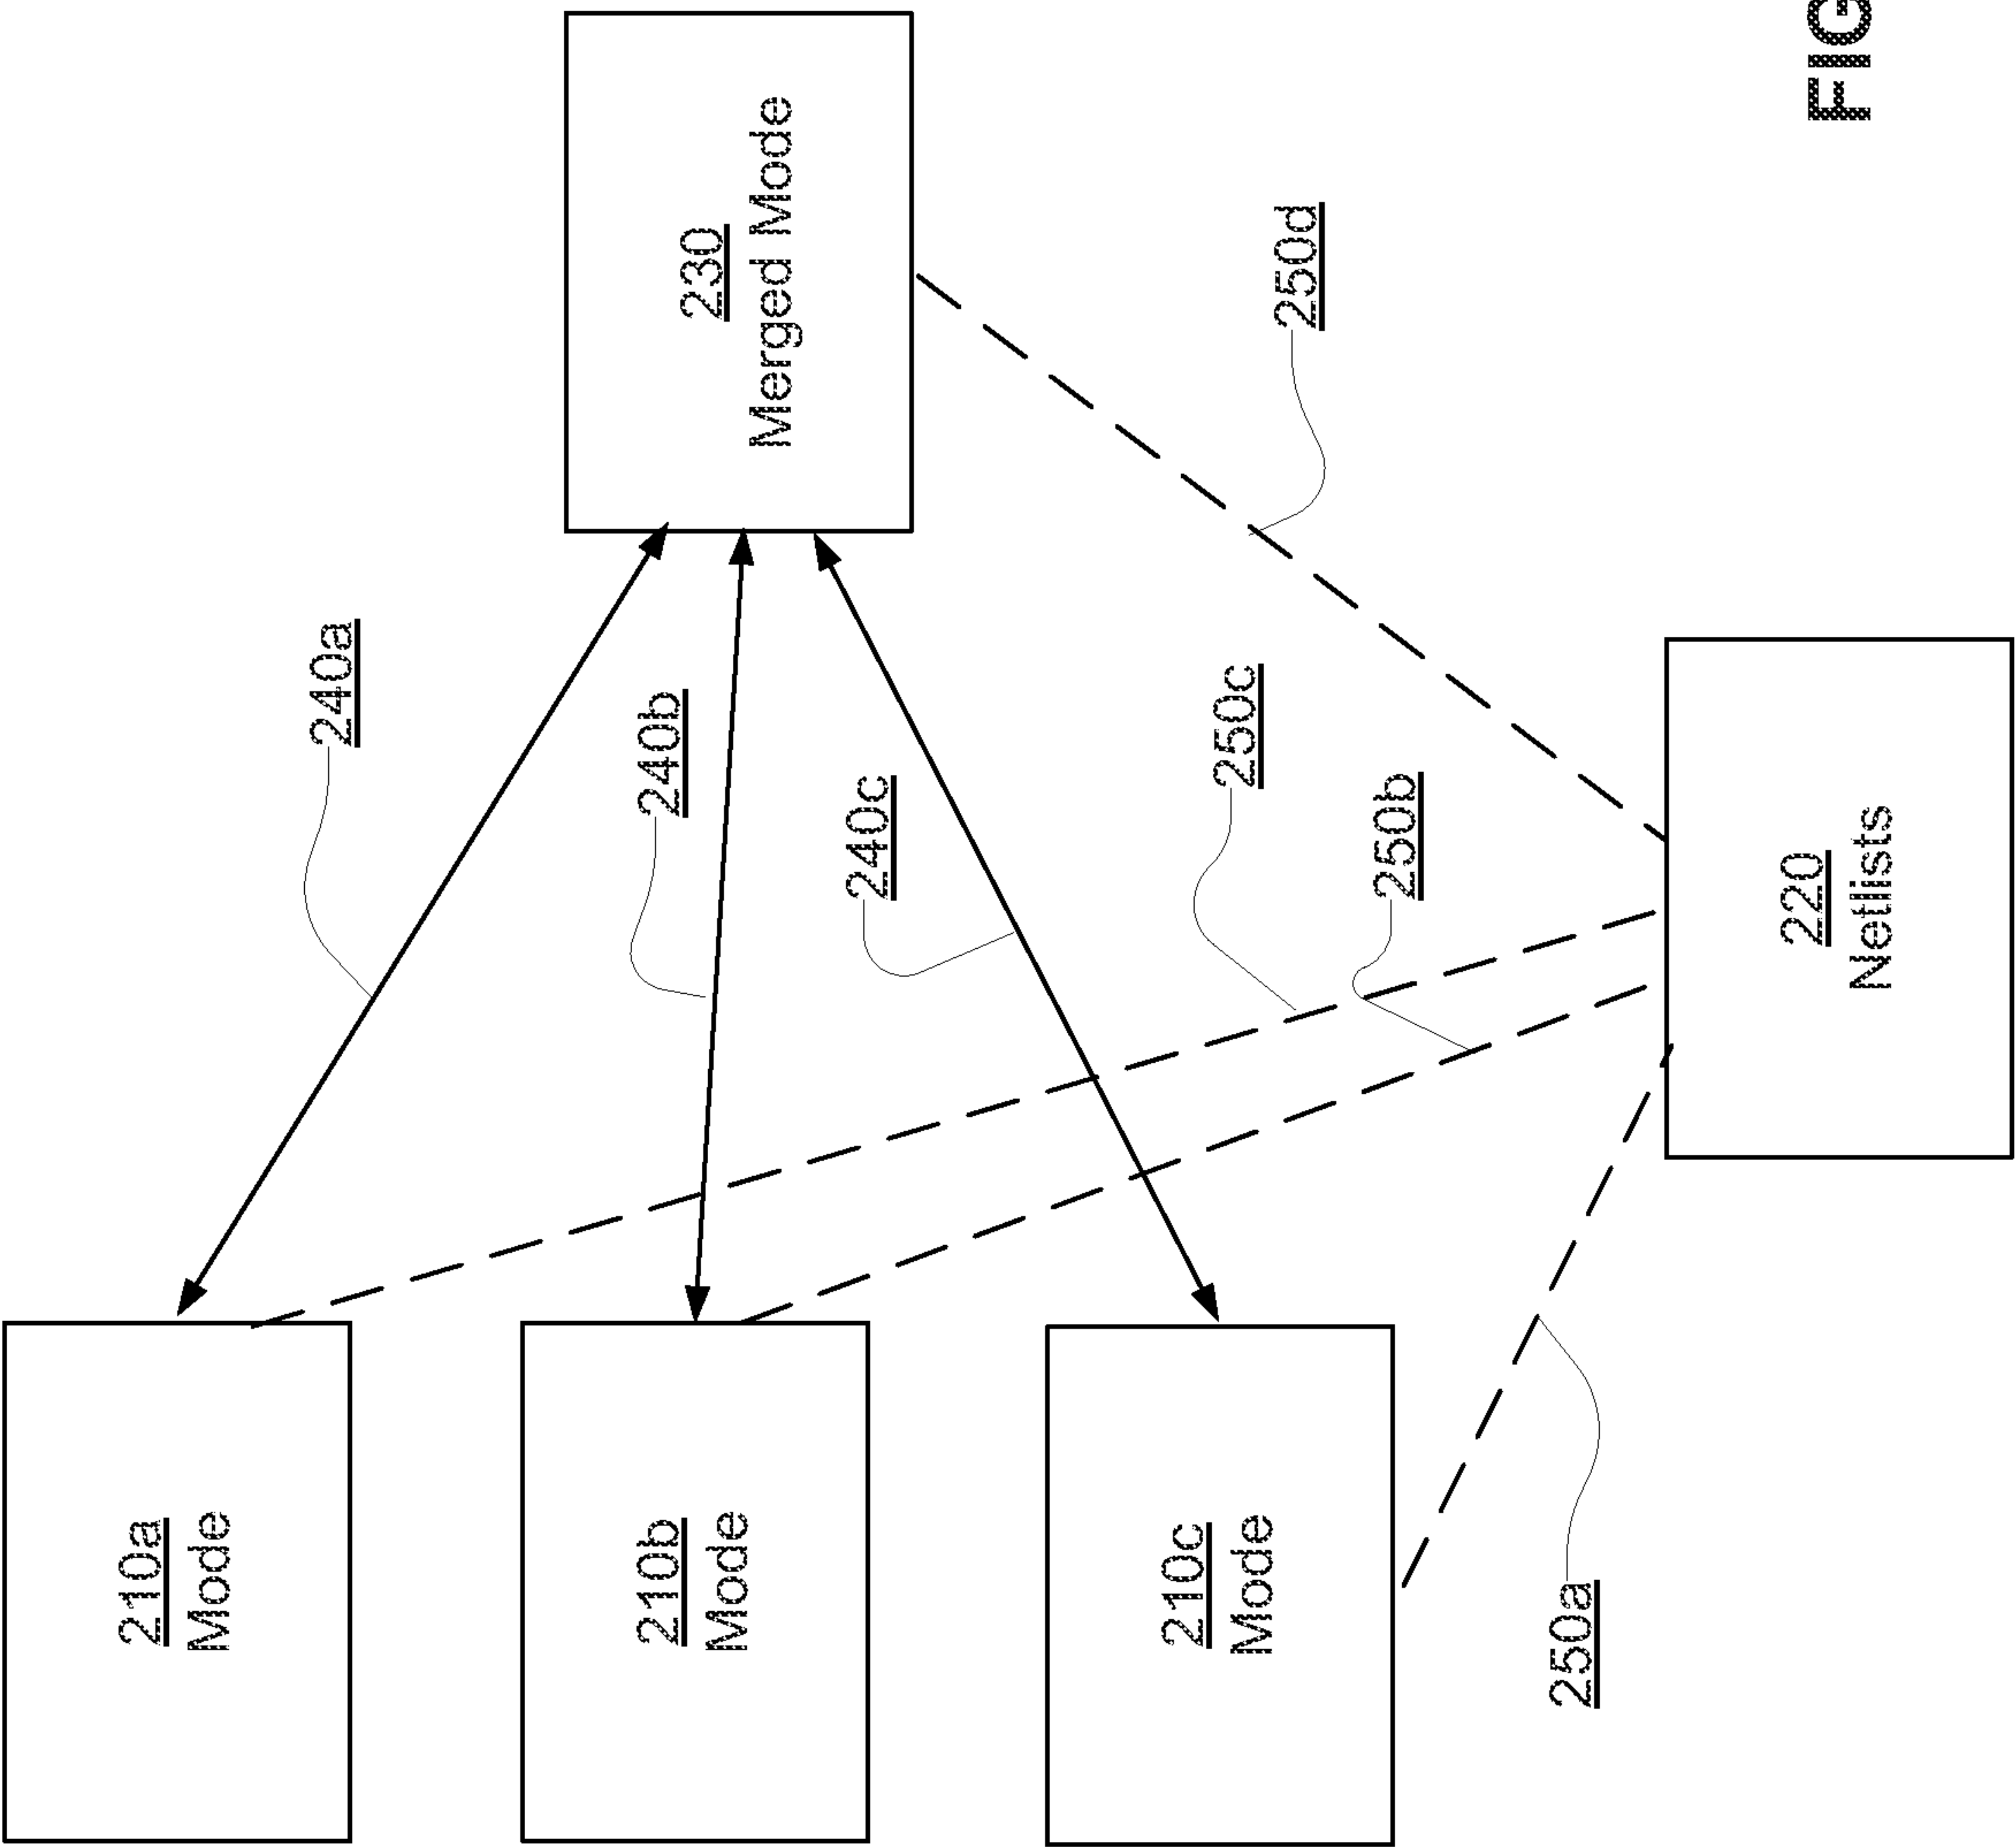 210a
Mode
240a
210b
Mode
240b
230
Merged Mode
240c
210c
Mode
250c
250b
250d
250a
220
Netlists
FIG